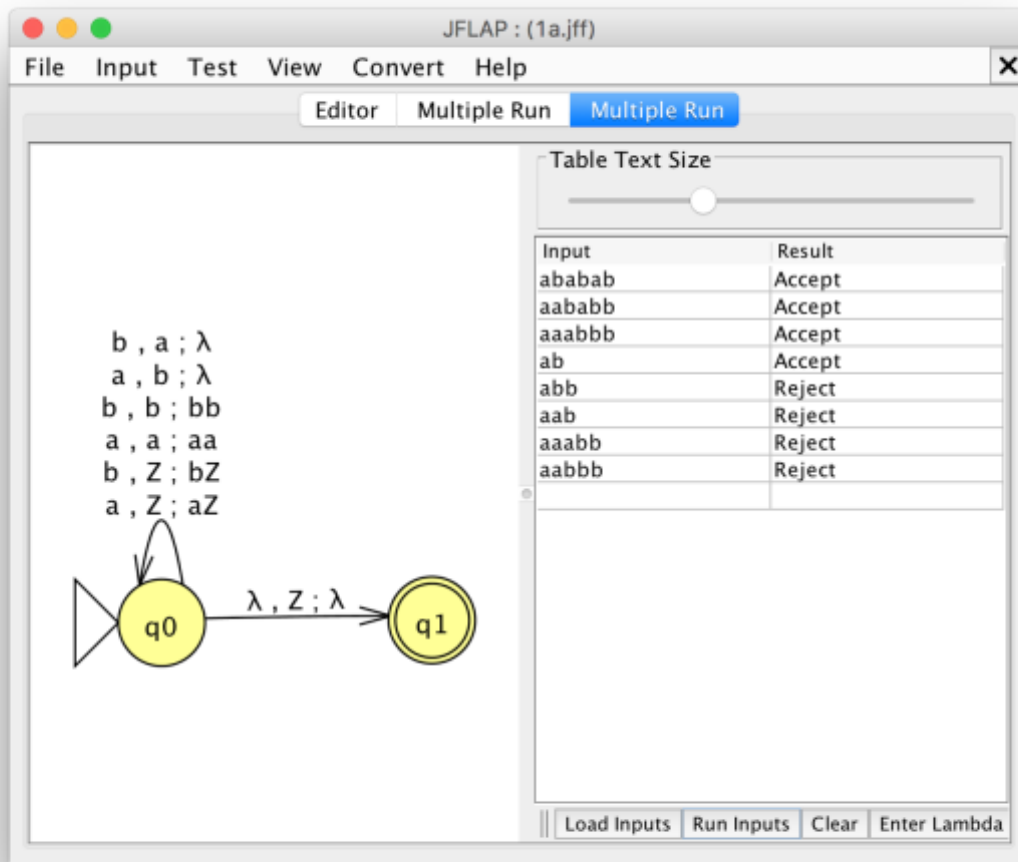 JFLAP : (1a.jff)
File Input Test View Convert Help
Editor Multiple Run Multiple Run
Table Text Size
Input Result
ababab Accept
aababb Accept
aaabbb Accept
ab Accept
abb Reject
aab Reject
aaabb Reject
aabbb Reject
b , a ; λ
a , b ; λ
b , b ; bb
a , a ; aa
b , Z ; bZ
a , Z ; aZ
λ , Z ; λ
q0 q1
Load Inputs Run Inputs Clear Enter Lambda